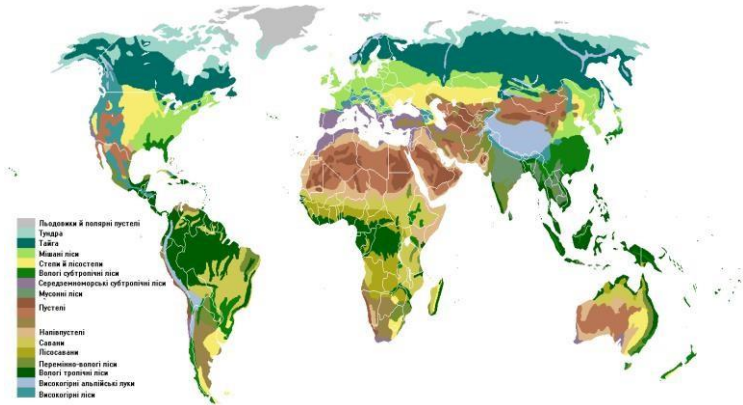 Льодовики й полярні пустелі
Тундра
Тайга
Мішані ліси
Степи й лісостепи
Вологі субтропічні ліси
Середземноморські субтропічні ліси
Мусонні ліси
Пустелі
Напівпустелі
Савани
Лісосавани
Перемінно-вологі ліси
Вологі тропічні ліси
Високогірні альпійські луки
Високогірні ліси